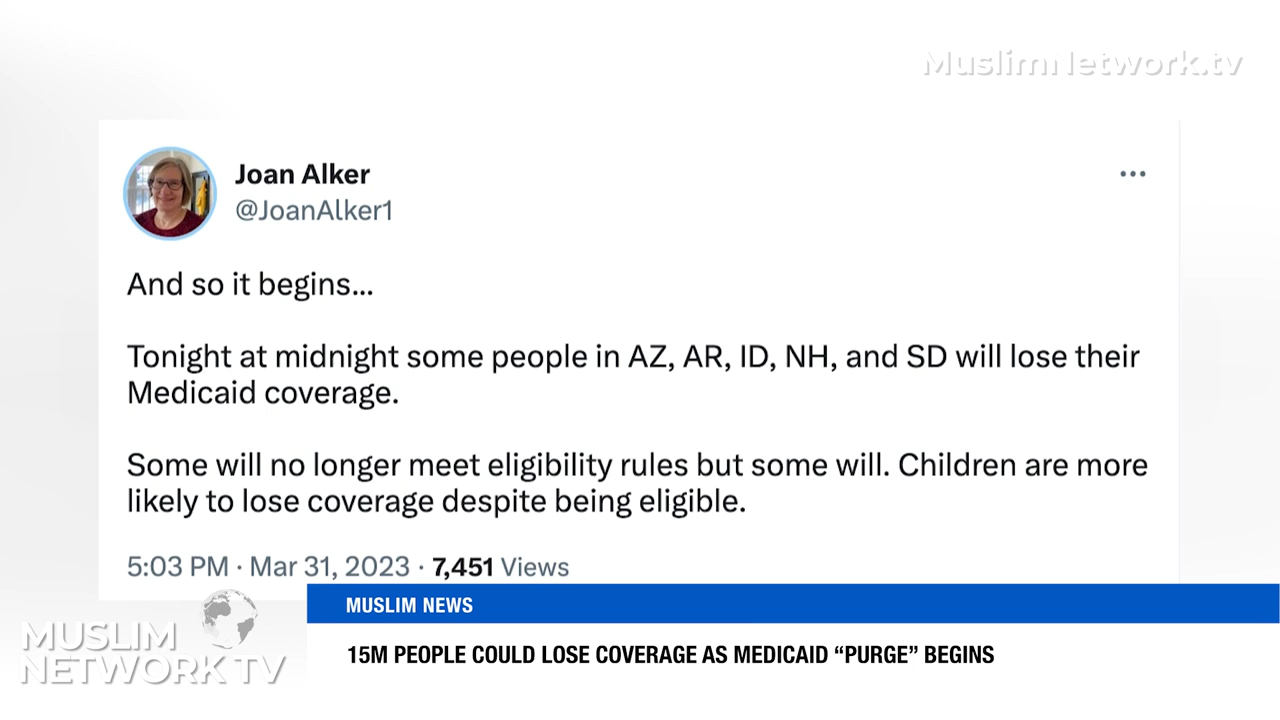 MuslimNetwork.tv
Joan Alker
@JoanAlker1
And so it begins...
Tonight at midnight some people in AZ, AR, ID, NH, and SD will lose their
Medicaid coverage.
Some will no longer meet eligibility rules but some will. Children are more
likely to lose coverage despite being eligible.
5:03 PM · Mar 31, 2023 · 7,451 Views
MUSLIM
NETWORK TV
MUSLIM NEWS
15M PEOPLE COULD LOSE COVERAGE AS MEDICAID “PURGE” BEGINS